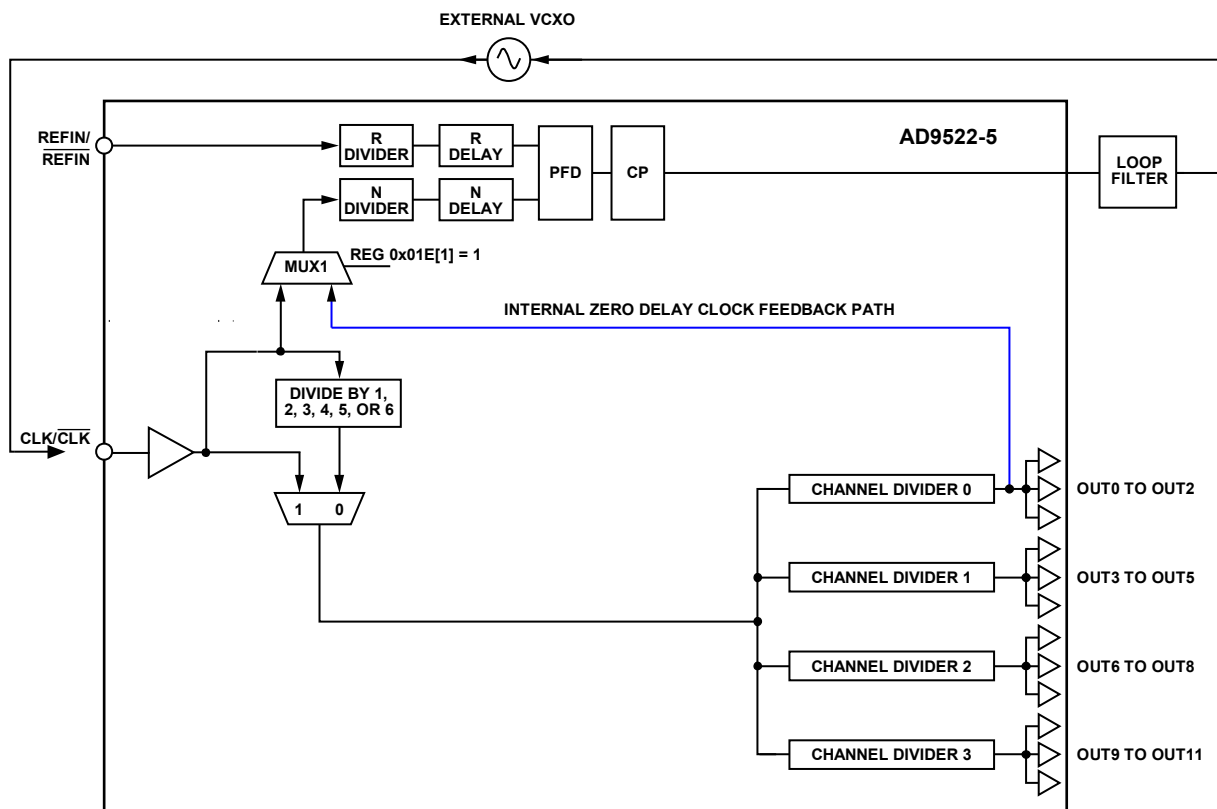 EXTERNAL VCXO
REFIN/
REFIN
R
DIVIDER
R
DELAY
PFD
CP
AD9522-5
LOOP
FILTER
N
DIVIDER
N
DELAY
MUX1
REG 0x01E[1] = 1
INTERNAL ZERO DELAY CLOCK FEEDBACK PATH
DIVIDE BY 1,
2, 3, 4, 5, OR 6
CLK/CLK
1 0
CHANNEL DIVIDER 0
OUT0 TO OUT2
CHANNEL DIVIDER 1
OUT3 TO OUT5
CHANNEL DIVIDER 2
OUT6 TO OUT8
CHANNEL DIVIDER 3
OUT9 TO OUT11